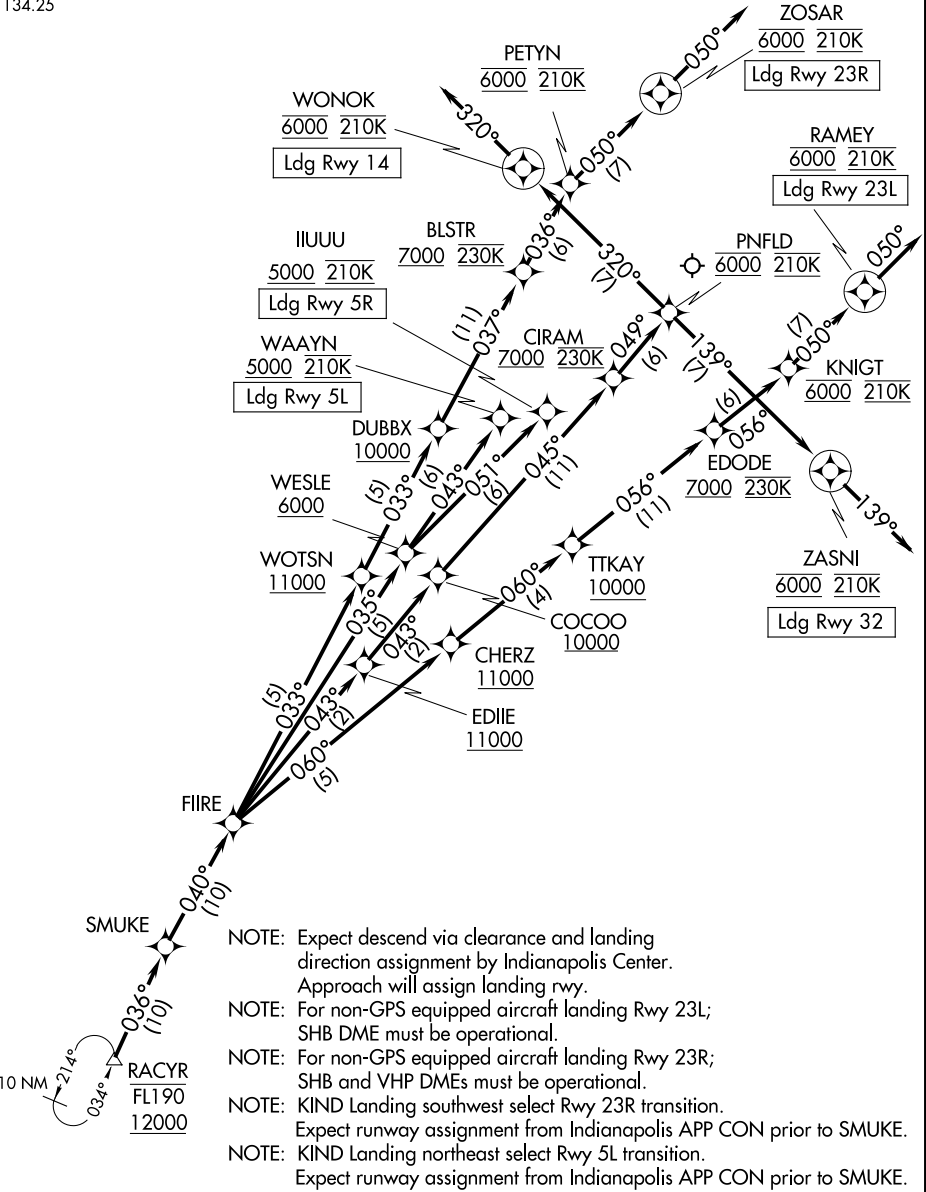 134.25
ZOSAR
6000 210K
Ldg Rwy 23R
050°
PETYN
6000 210K
WONOK
6000 210K
Ldg Rwy 14
320°
050°
(7)
RAMEY
6000 210K
Ldg Rwy 23L
050°
IIUUU
5000 210K
Ldg Rwy 5R
BLSTR
7000 230K
036°
(6)
320°
(7)
PNFLD
6000 210K
WAAYN
5000 210K
Ldg Rwy 5L
(11)
037°
CIRAM
7000 230K
049°
(6)
139°
(7)
(7)
050°
KNIGT
6000 210K
DUBBX
10000
(6)
056°
WESLE
6000
(5)
033°
(6)
043°
051°
(6)
045°
(11)
EDODE
7000 230K
056°
(11)
139°
WOTSN
11000
ZASNI
6000 210K
Ldg Rwy 32
TTKAY
10000
060°
(4)
035°
(5)
043°
(2)
COCOO
10000
CHERZ
11000
EDIIE
11000
(5)
033°
043°
(2)
060°
(5)
FIIRE
040°
(10)
SMUKE
036°
(10)
10 NM
214°
034°
RACYR
FL190
12000
NOTE: Expect descend via clearance and landing
direction assignment by Indianapolis Center.
Approach will assign landing rwy.
NOTE: For non-GPS equipped aircraft landing Rwy 23L;
SHB DME must be operational.
NOTE: For non-GPS equipped aircraft landing Rwy 23R;
SHB and VHP DMEs must be operational.
NOTE: KIND Landing southwest select Rwy 23R transition.
Expect runway assignment from Indianapolis APP CON prior to SMUKE.
NOTE: KIND Landing northeast select Rwy 5L transition.
Expect runway assignment from Indianapolis APP CON prior to SMUKE.